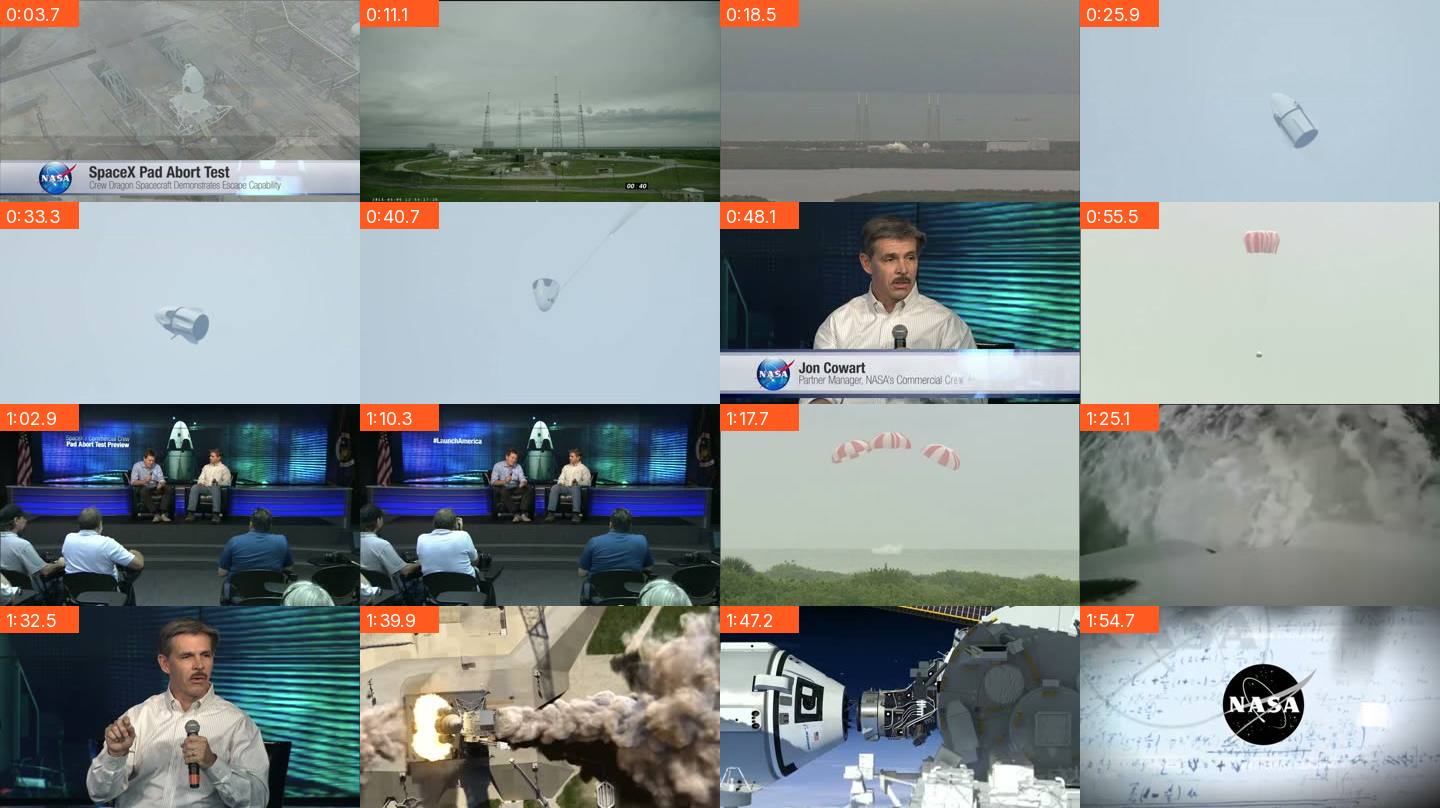 0:03.7
0:11.1
0:18.5
0:25.9
NASA
SpaceX Pad Abort Test
Crew Dragon Spacecraft Demonstrates Escape Capability
00:40
0:33.3
0:40.7
0:48.1
0:55.5
NASA
Jon Cowart
Partner Manager, NASA's Commercial Crew
1:02.9
1:10.3
1:17.7
1:25.1
SpaceX / Commercial Crew
Pad Abort Test Preview
#LaunchAmerica
1:32.5
1:39.9
1:47.2
1:54.7
NASA